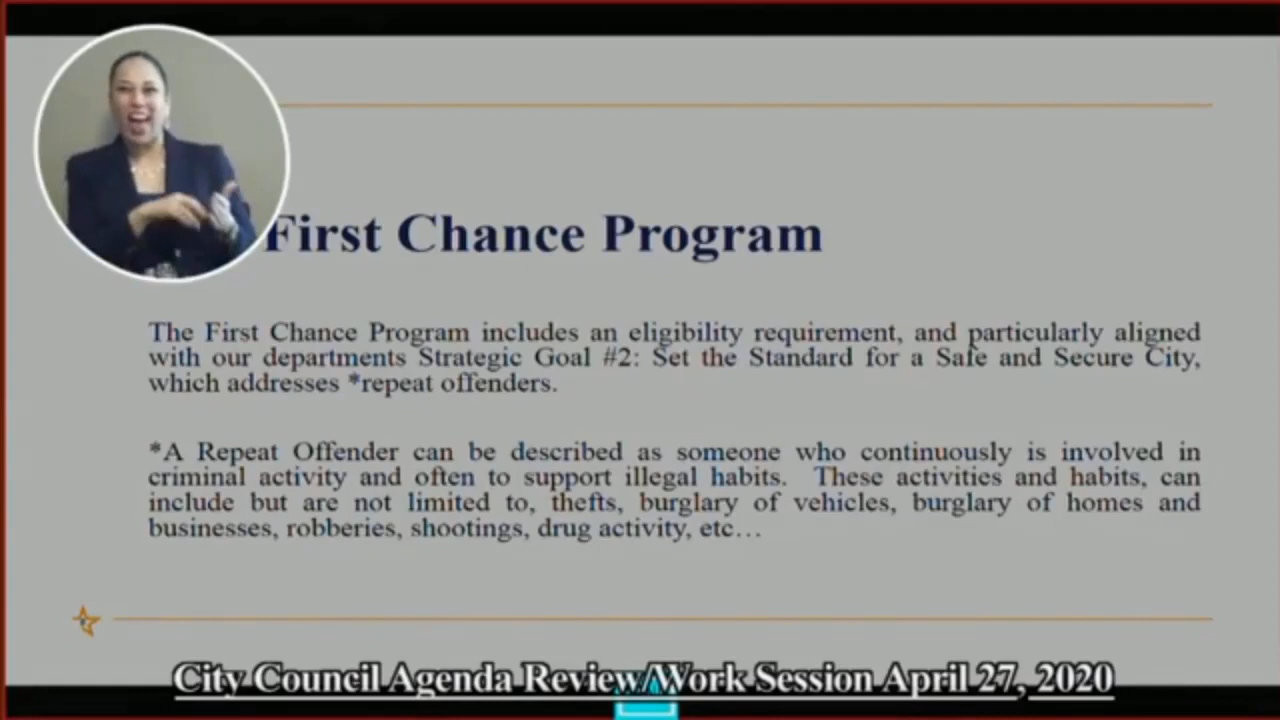 First Chance Program
The First Chance Program includes an eligibility requirement, and particularly aligned
with our departments Strategic Goal #2: Set the Standard for a Safe and Secure City,
which addresses *repeat offenders.
*A Repeat Offender can be described as someone who continuously is involved in
criminal activity and often to support illegal habits. These activities and habits, can
include but are not limited to, thefts, burglary of vehicles, burglary of homes and
businesses, robberies, shootings, drug activity, etc…
City Council Agenda Review/Work Session April 27, 2020